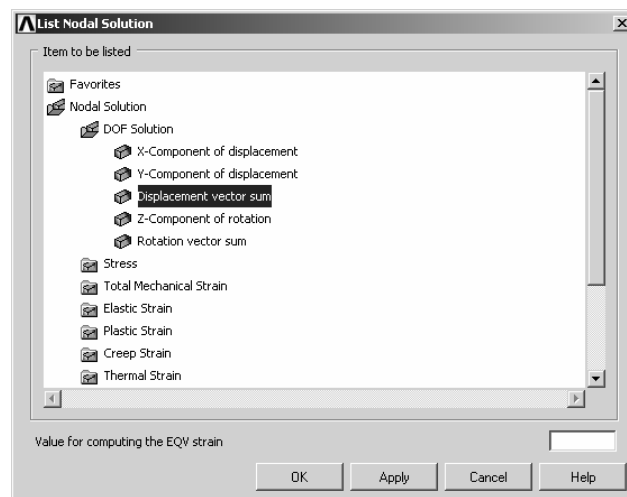 List Nodal Solution
Item to be listed
Favorites
Nodal Solution
DOF Solution
X-Component of displacement
Y-Component of displacement
Displacement vector sum
Z-Component of rotation
Rotation vector sum
Stress
Total Mechanical Strain
Elastic Strain
Plastic Strain
Creep Strain
Thermal Strain
Value for computing the EQV strain
OK Apply Cancel Help